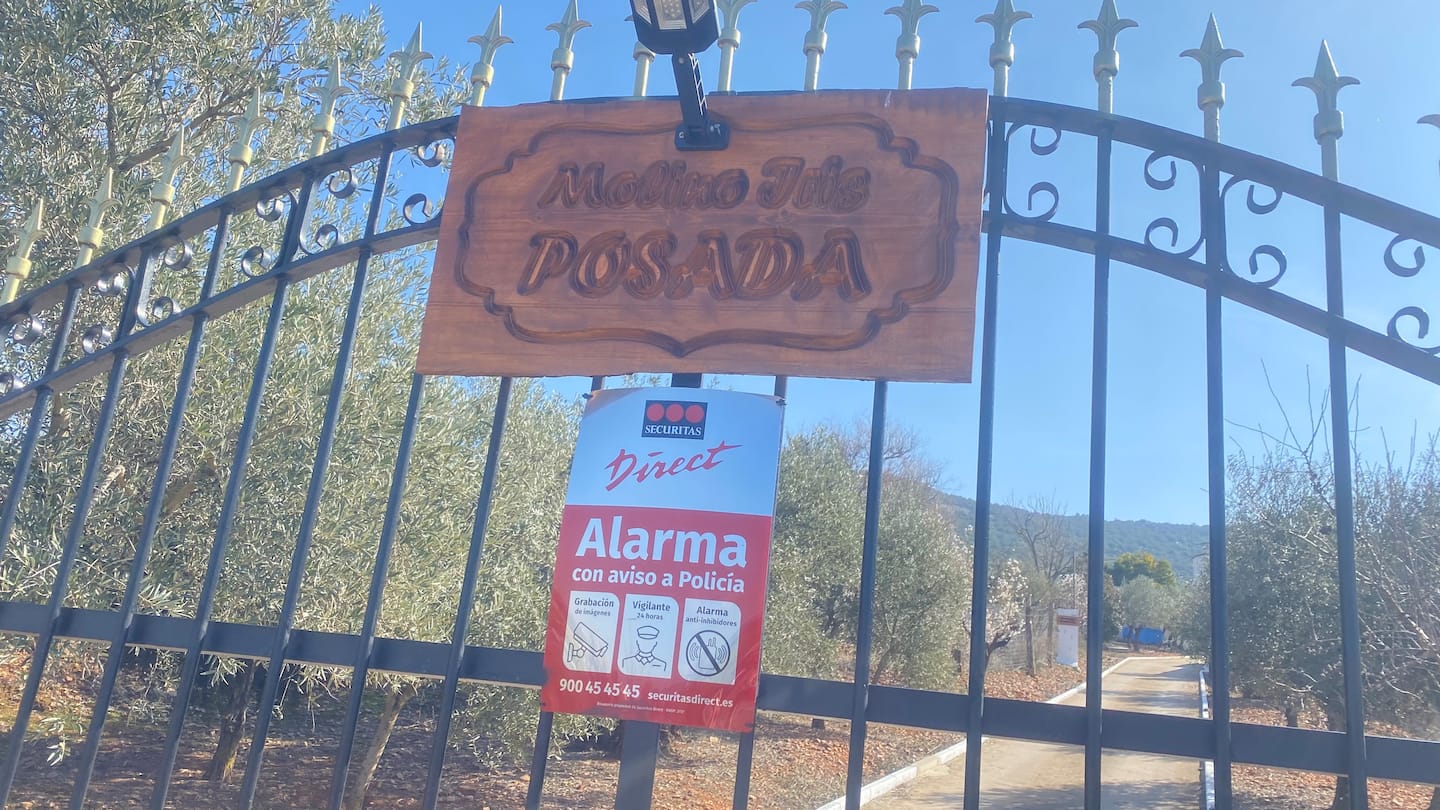 Molino Iris
POSADA
SECURITAS
Direct
Alarma
con aviso a Policía
Grabación
de imágenes
Vigilante
24 horas
Alarma
anti-inhibidores
900 45 45 45 securitasdirect.es